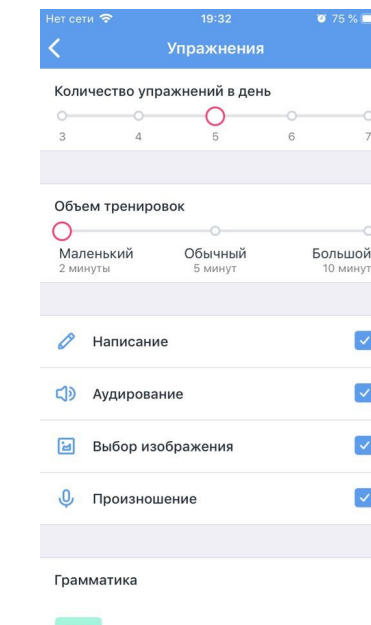 Нет сети 19:32 75 %
Упражнения
Количество упражнений в день
3 4 5 6 7
Объем тренировок
Маленький Обычный Большой
2 минуты 5 минут 10 минут
Написание
Аудирование
Выбор изображения
Произношение
Грамматика